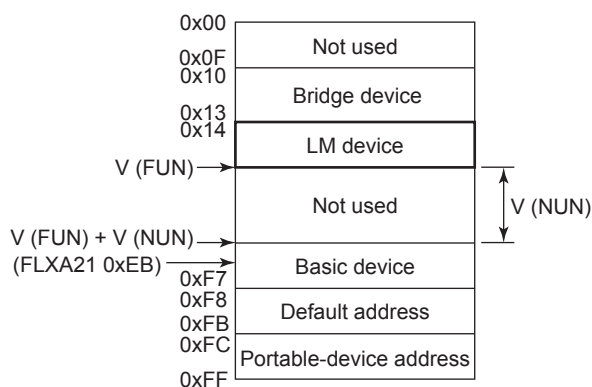 0x00
Not used
0x0F
0x10
Bridge device
0x13
0x14
LM device
V (FUN)
Not used
V (NUN)
V (FUN) + V (NUN)
(FLXA21 0xEB)
Basic device
0xF7
0xF8
Default address
0xFB
0xFC
Portable-device address
0xFF